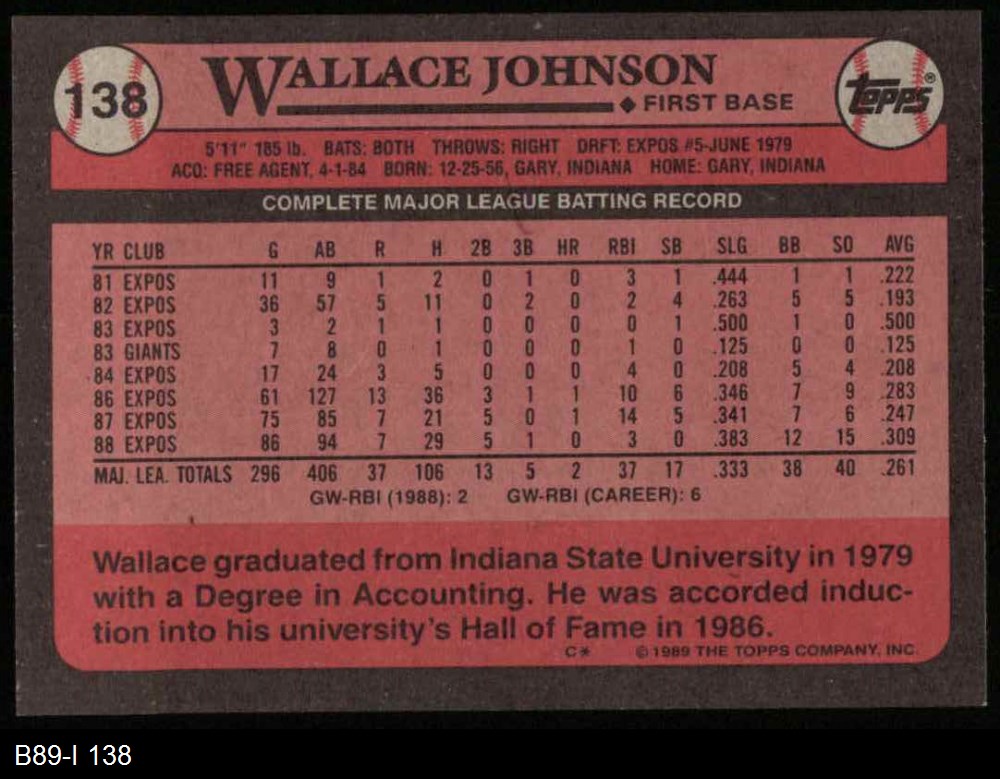 138
WALLACE JOHNSON
FIRST BASE
TOPPS®
5'11" 185 lb. BATS: BOTH THROWS: RIGHT DRFT: EXPOS #5-JUNE 1979
ACQ: FREE AGENT, 4-1-84 BORN: 12-25-56, GARY, INDIANA HOME: GARY, INDIANA
COMPLETE MAJOR LEAGUE BATTING RECORD
YR CLUB G AB R H 2B 3B HR RBI SB SLG BB SO AVG
81 EXPOS 11 9 1 2 0 1 0 3 1 .444 1 1 .222
82 EXPOS 36 57 5 11 0 2 0 2 4 .263 5 5 .193
83 EXPOS 3 2 1 1 0 0 0 0 1 .500 1 0 .500
83 GIANTS 7 8 0 1 0 0 0 1 0 .125 0 0 .125
84 EXPOS 17 24 3 5 0 0 0 4 0 .208 5 4 .208
86 EXPOS 61 127 13 36 3 1 1 10 6 .346 7 9 .283
87 EXPOS 75 85 7 21 5 0 1 14 5 .341 7 6 .247
88 EXPOS 86 94 7 29 5 1 0 3 0 .383 12 15 .309
MAJ. LEA. TOTALS 296 406 37 106 13 5 2 37 17 .333 38 40 .261
GW-RBI (1988): 2 GW-RBI (CAREER): 6
Wallace graduated from Indiana State University in 1979
with a Degree in Accounting. He was accorded induc-
tion into his university's Hall of Fame in 1986.
C* © 1989 THE TOPPS COMPANY, INC.
B89-I 138